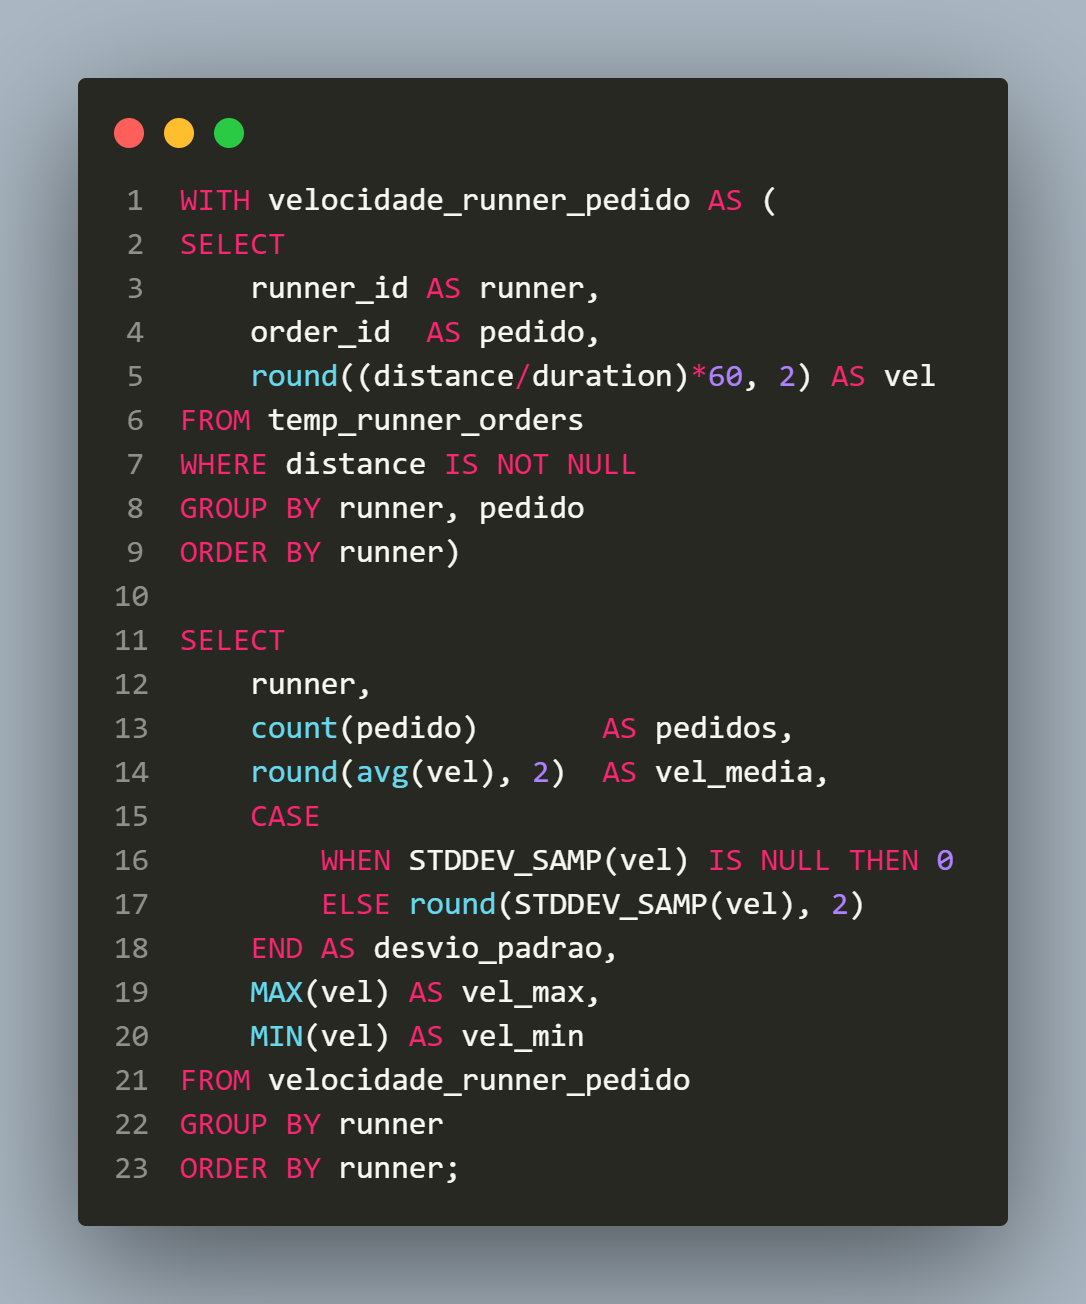 1 WITH velocidade_runner_pedido AS (
2 SELECT
3     runner_id AS runner,
4     order_id  AS pedido,
5     round((distance/duration)*60, 2) AS vel
6 FROM temp_runner_orders
7 WHERE distance IS NOT NULL
8 GROUP BY runner, pedido
9 ORDER BY runner)
10
11 SELECT
12     runner,
13     count(pedido)       AS pedidos,
14     round(avg(vel), 2)  AS vel_media,
15     CASE
16         WHEN STDDEV_SAMP(vel) IS NULL THEN 0
17         ELSE round(STDDEV_SAMP(vel), 2)
18     END AS desvio_padrao,
19     MAX(vel) AS vel_max,
20     MIN(vel) AS vel_min
21 FROM velocidade_runner_pedido
22 GROUP BY runner
23 ORDER BY runner;